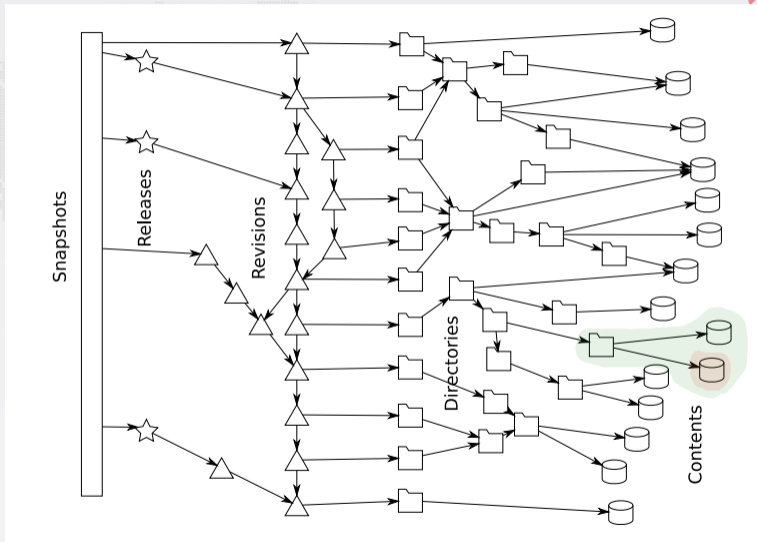 Snapshots
Releases
Revisions
Directories
Contents